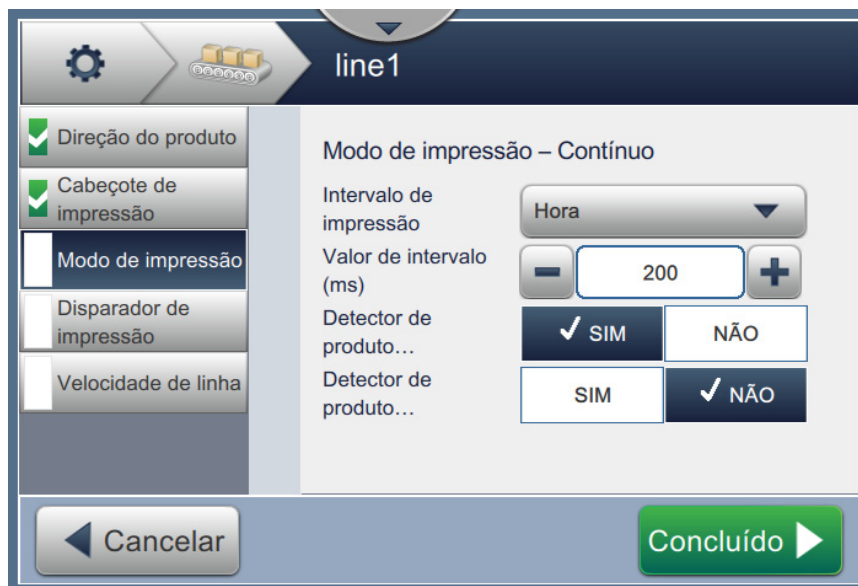 line1
Direção do produto
Cabeçote de
impressão
Modo de impressão
Disparador de
impressão
Velocidade de linha
Modo de impressão – Contínuo
Intervalo de
impressão
Hora
Valor de intervalo
(ms)
200
Detector de
produto…
SIM NÃO
Detector de
produto…
SIM NÃO
Cancelar
Concluído